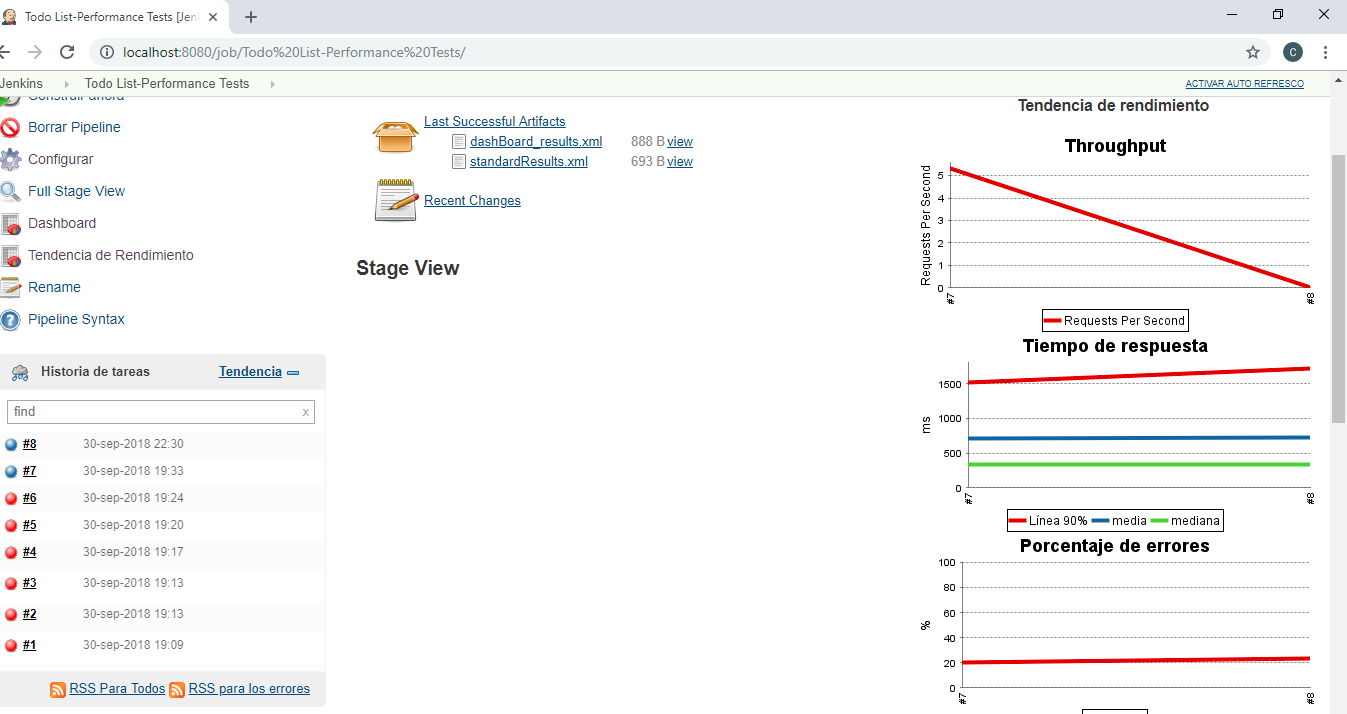 Todo List-Performance Tests [Jen
localhost:8080/job/Todo%20List-Performance%20Tests/
C
Jenkins
Todo List-Performance Tests
ACTIVAR AUTO REFRESCO
Construir ahora
Borrar Pipeline
Configurar
Full Stage View
Dashboard
Tendencia de Rendimiento
Rename
Pipeline Syntax
Historia de tareas
Tendencia
find
x
#8 30-sep-2018 22:30
#7 30-sep-2018 19:33
#6 30-sep-2018 19:24
#5 30-sep-2018 19:20
#4 30-sep-2018 19:17
#3 30-sep-2018 19:13
#2 30-sep-2018 19:13
#1 30-sep-2018 19:09
RSS Para Todos RSS para los errores
Last Successful Artifacts
dashBoard_results.xml 888 B view
standardResults.xml 693 B view
Recent Changes
Stage View
Tendencia de rendimiento
Throughput
Requests Per Second
5
4
3
2
1
0
#7 #8
Requests Per Second
Tiempo de respuesta
ms
1500
1000
500
0
#7 #8
Línea 90% media mediana
Porcentaje de errores
%
100
80
60
40
20
0
#7 #8